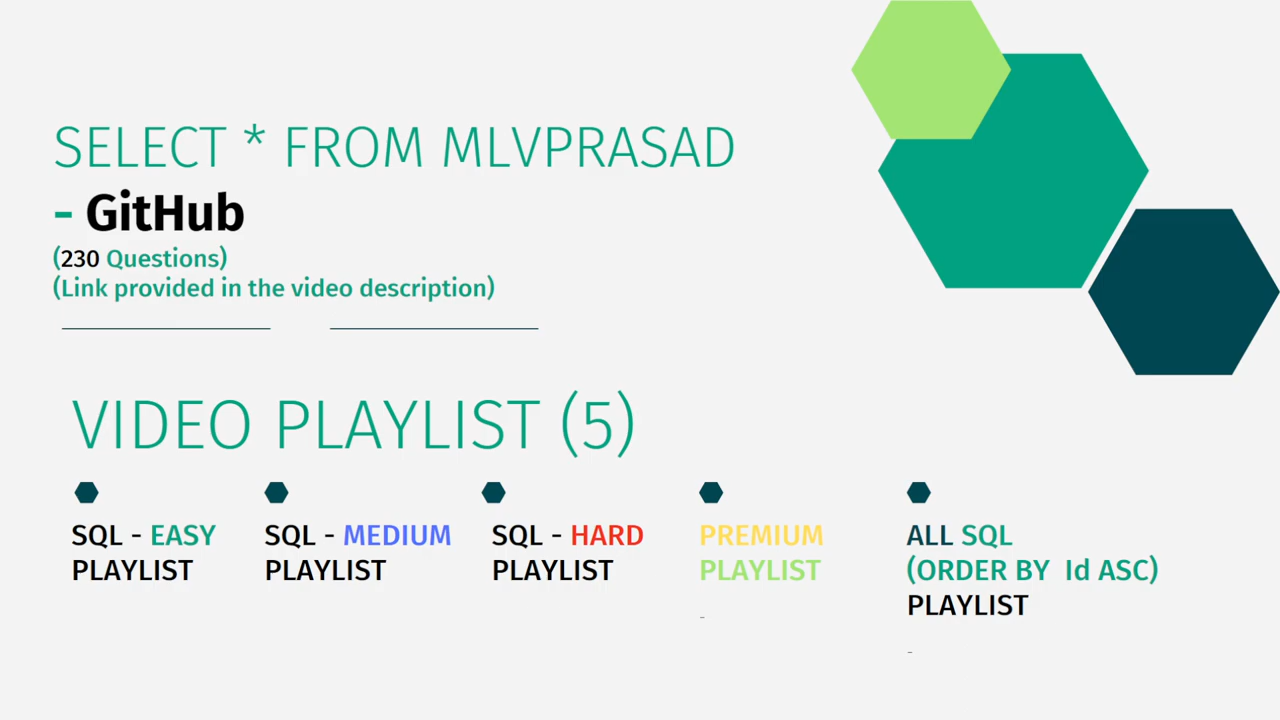 SELECT * FROM MLVPRASAD
- GitHub
(230 Questions)
(Link provided in the video description)
VIDEO PLAYLIST (5)
SQL - EASY
PLAYLIST
SQL - MEDIUM
PLAYLIST
SQL - HARD
PLAYLIST
PREMIUM
PLAYLIST
-
ALL SQL
(ORDER BY Id ASC)
PLAYLIST
-